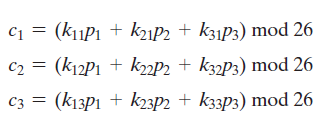 c₁ = (k₁₁p₁ + k₂₁p₂ + k₃₁p₃) mod 26
c₂ = (k₁₂p₁ + k₂₂p₂ + k₃₂p₃) mod 26
c₃ = (k₁₃p₁ + k₂₃p₂ + k₃₃p₃) mod 26